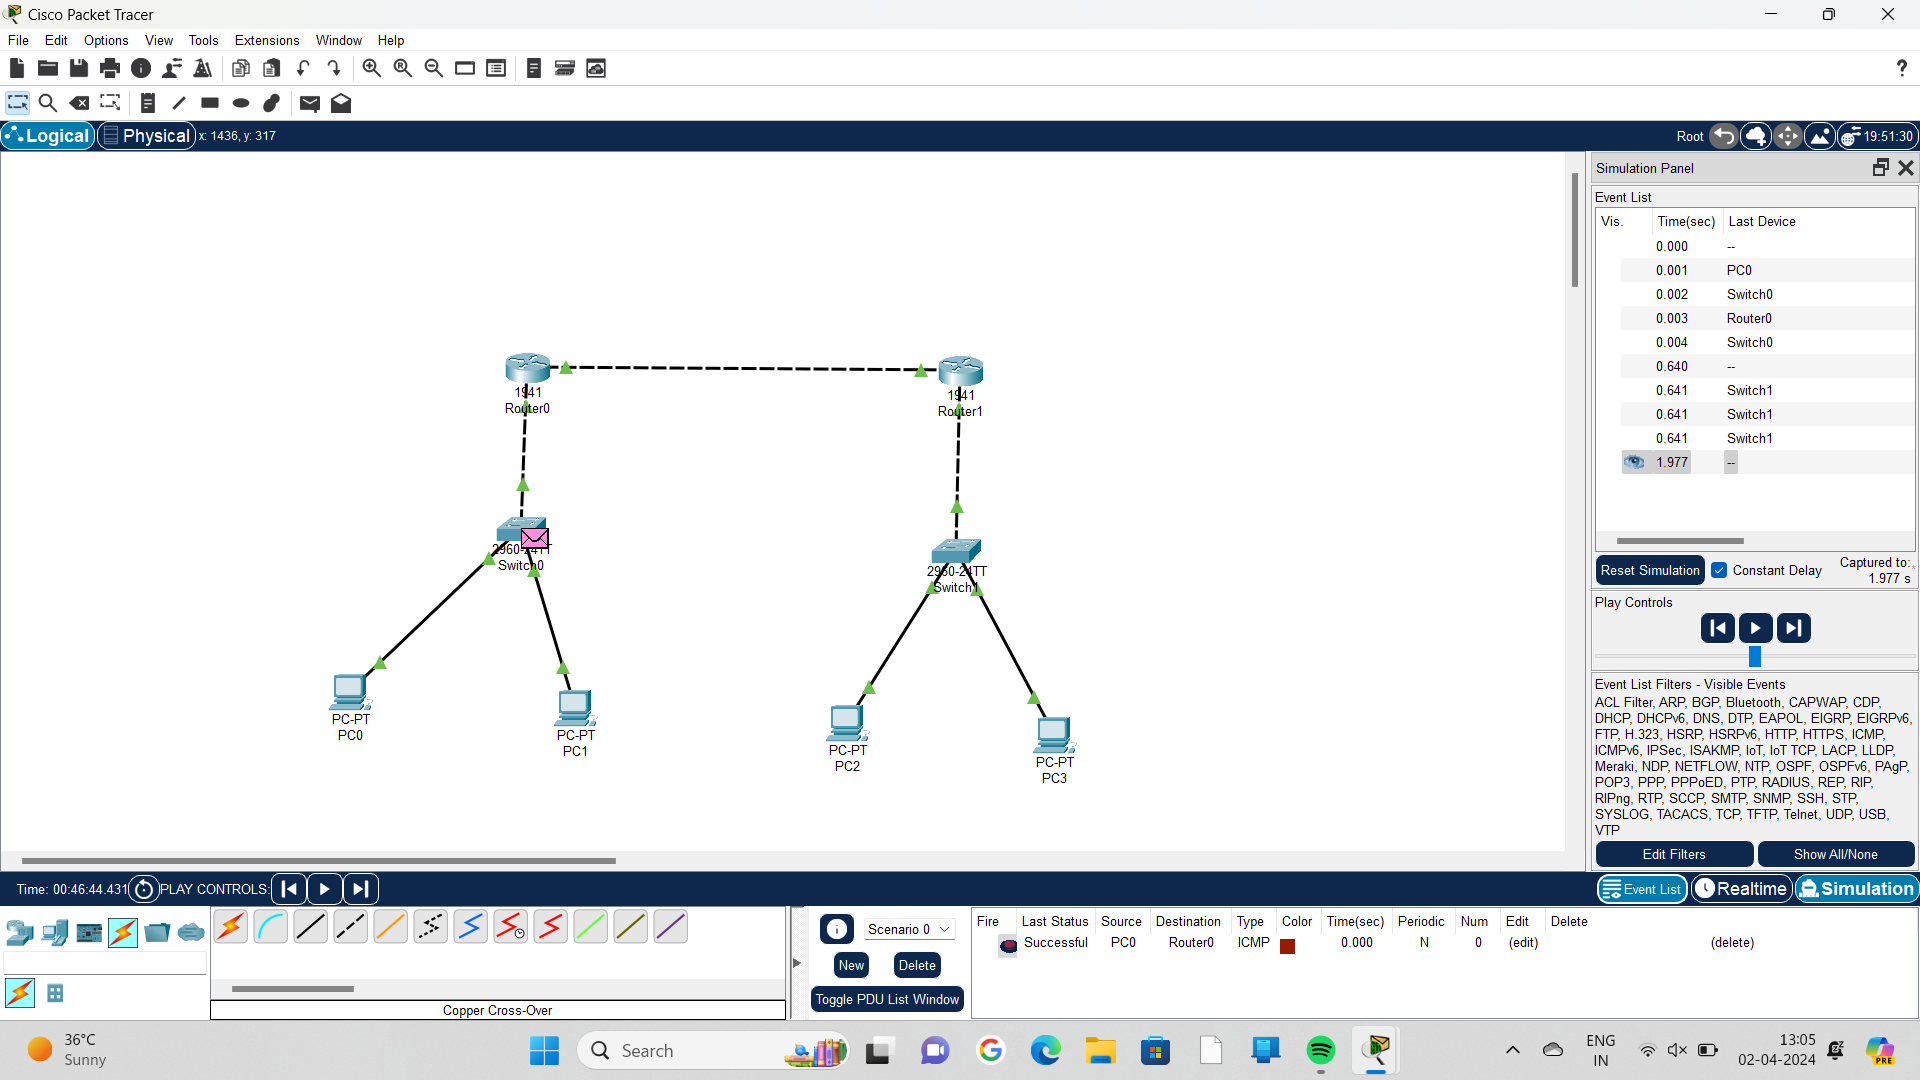 Cisco Packet Tracer
File Edit Options View Tools Extensions Window Help
?
Logical Physical x: 1436, y: 317 Root 19:51:30
Simulation Panel
Event List
Vis. Time(sec) Last Device
0.000 --
0.001 PC0
0.002 Switch0
0.003 Router0
0.004 Switch0
0.640 --
0.641 Switch1
0.641 Switch1
0.641 Switch1
1.977 --
Reset Simulation Constant Delay Captured to:
1.977 s
Play Controls
Event List Filters - Visible Events
ACL Filter, ARP, BGP, Bluetooth, CAPWAP, CDP,
DHCP, DHCPv6, DNS, DTP, EAPOL, EIGRP, EIGRPv6,
FTP, H.323, HSRP, HSRPv6, HTTP, HTTPS, ICMP,
ICMPv6, IPSec, ISAKMP, IoT, IoT TCP, LACP, LLDP,
Meraki, NDP, NETFLOW, NTP, OSPF, OSPFv6, PAgP,
POP3, PPP, PPPoED, PTP, RADIUS, REP, RIP,
RIPng, RTP, SCCP, SMTP, SNMP, SSH, STP,
SYSLOG, TACACS, TCP, TFTP, Telnet, UDP, USB,
VTP
Edit Filters Show All/None
1941
Router0
1941
Router1
2960-24TT
Switch0
2960-24TT
Switch1
PC-PT
PC0
PC-PT
PC1
PC-PT
PC2
PC-PT
PC3
Time: 00:46:44.431 PLAY CONTROLS: Event List Realtime Simulation
Copper Cross-Over
Scenario 0
New Delete
Toggle PDU List Window
Fire Last Status Source Destination Type Color Time(sec) Periodic Num Edit Delete
Successful PC0 Router0 ICMP 0.000 N 0 (edit) (delete)
36°C
Sunny
Search
ENG
IN
13:05
02-04-2024
PRE